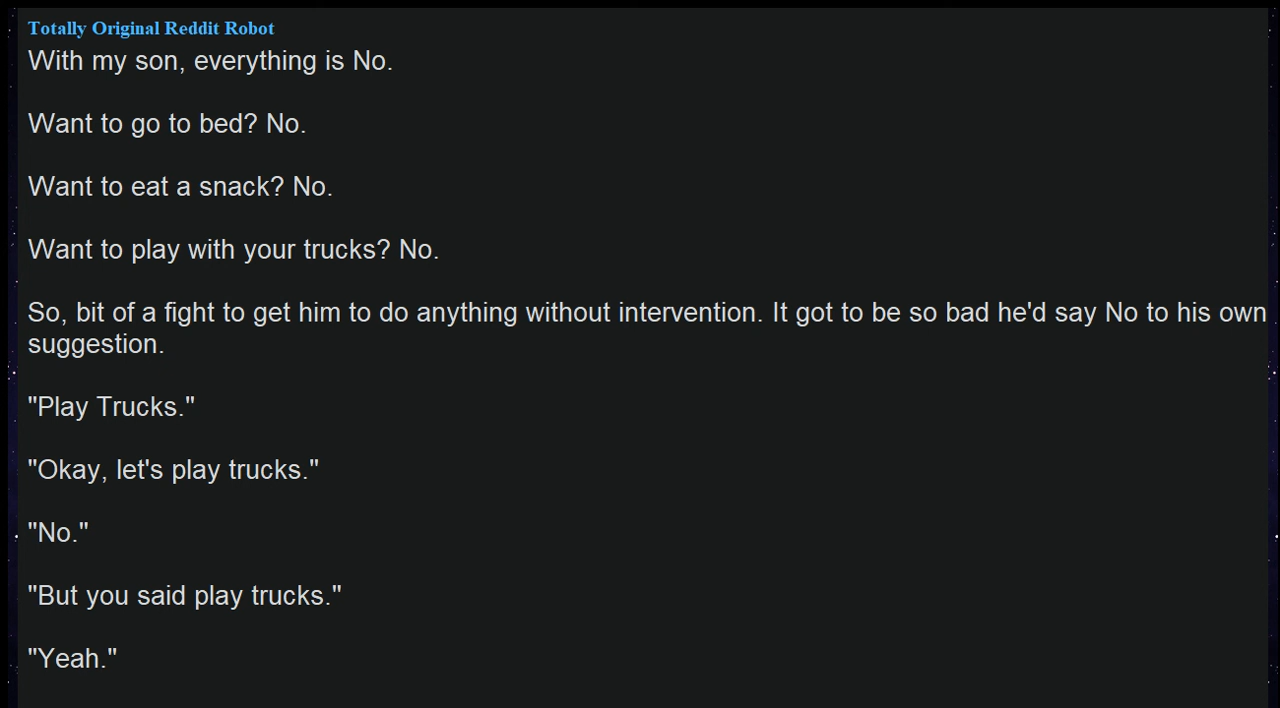 Totally Original Reddit Robot
With my son, everything is No.
Want to go to bed? No.
Want to eat a snack? No.
Want to play with your trucks? No.
So, bit of a fight to get him to do anything without intervention. It got to be so bad he'd say No to his own
suggestion.
"Play Trucks."
"Okay, let's play trucks."
"No."
"But you said play trucks."
"Yeah."